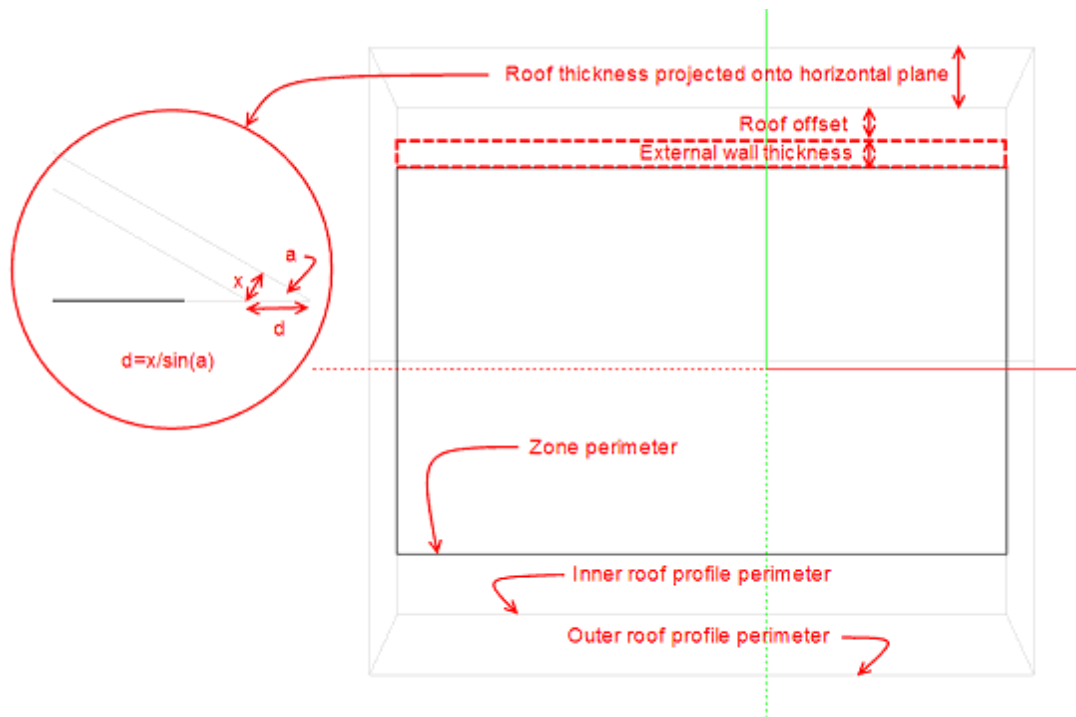 Roof thickness projected onto horizontal plane
Roof offset
External wall thickness
a
x
d
d=x/sin(a)
Zone perimeter
Inner roof profile perimeter
Outer roof profile perimeter